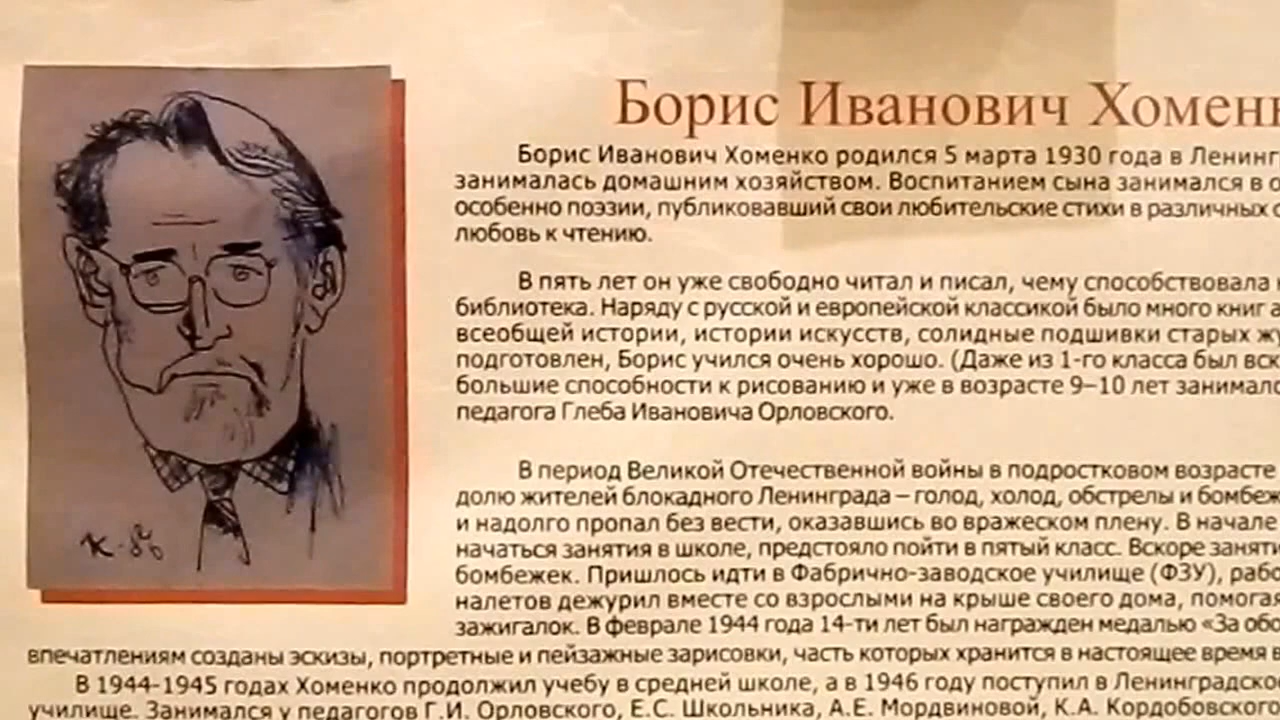 Борис Иванович Хомен
Борис Иванович Хоменко родился 5 марта 1930 года в Ленинг
занималась домашним хозяйством. Воспитанием сына занимался в
особенно поэзии, публиковавший свои любительские стихи в различных
любовь к чтению.
В пять лет он уже свободно читал и писал, чему способствовала
библиотека. Наряду с русской и европейской классикой было много книг
всеобщей истории, истории искусств, солидные подшивки старых
подготовлен, Борис учился очень хорошо. (Даже из 1-го класса был
большие способности к рисованию и уже в возрасте 9–10 лет занимал
педагога Глеба Ивановича Орловского.
В период Великой Отечественной войны в подростковом возрасте
долю жителей блокадного Ленинграда – голод, холод, обстрелы и бомбеж
и надолго пропал без вести, оказавшись во вражеском плену. В начале
начаться занятия в школе, предстояло пойти в пятый класс. Вскоре заняти
бомбежек. Пришлось идти в Фабрично-заводское училище (ФЗУ), рабо
налетов дежурил вместе со взрослыми на крыше своего дома, помогая
зажигалок. В феврале 1944 года 14-ти лет был награжден медалью «За обо
впечатлениям созданы эскизы, портретные и пейзажные зарисовки, часть которых хранится в настоящее время в
В 1944-1945 годах Хоменко продолжил учебу в средней школе, а в 1946 году поступил в Ленинградско
училище. Занимался у педагогов Г.И. Орловского, Е.С. Школьника, А.Е. Мордвиновой, К.А. Кордобовского